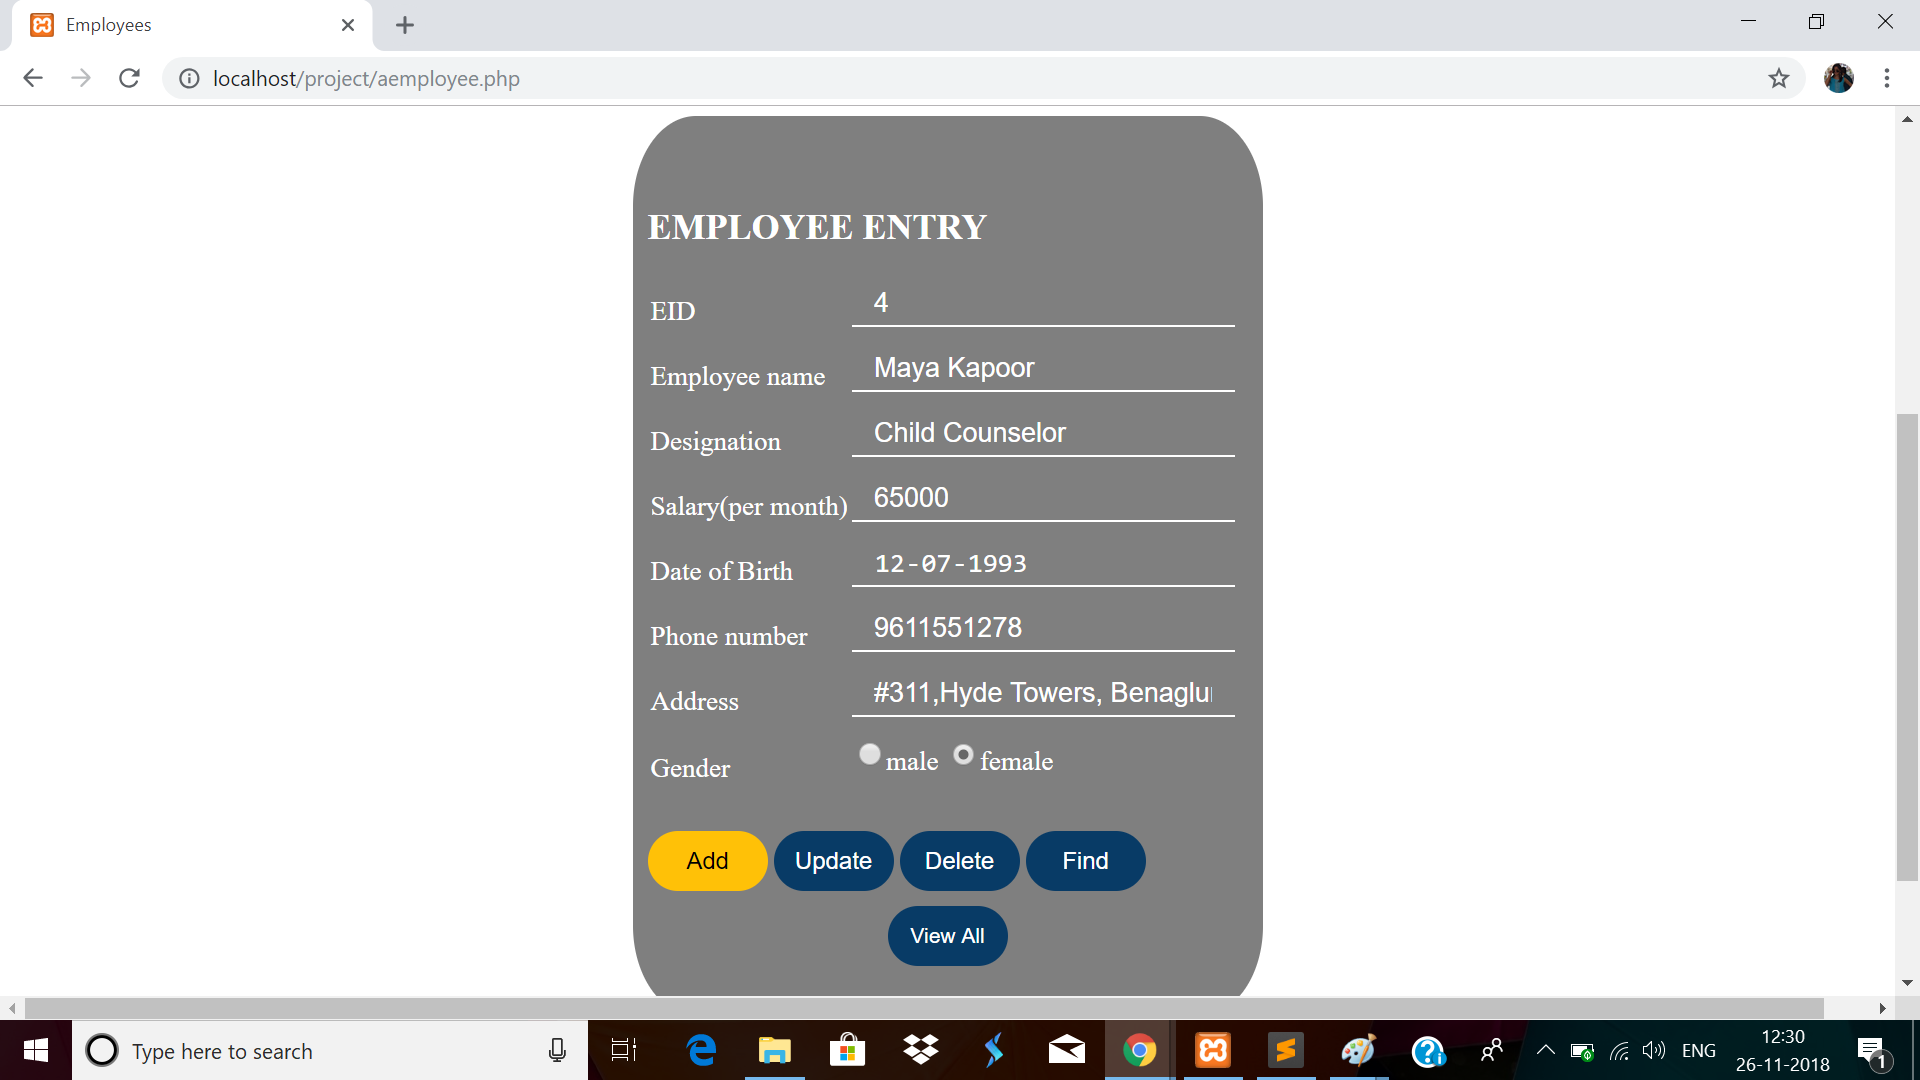 Employees
localhost/project/aemployee.php
EMPLOYEE ENTRY
EID 4
Employee name Maya Kapoor
Designation Child Counselor
Salary(per month) 65000
Date of Birth 12-07-1993
Phone number 9611551278
Address #311,Hyde Towers, Benaglu
Gender male female
Add Update Delete Find
View All
Type here to search
ENG
12:30
26-11-2018
1